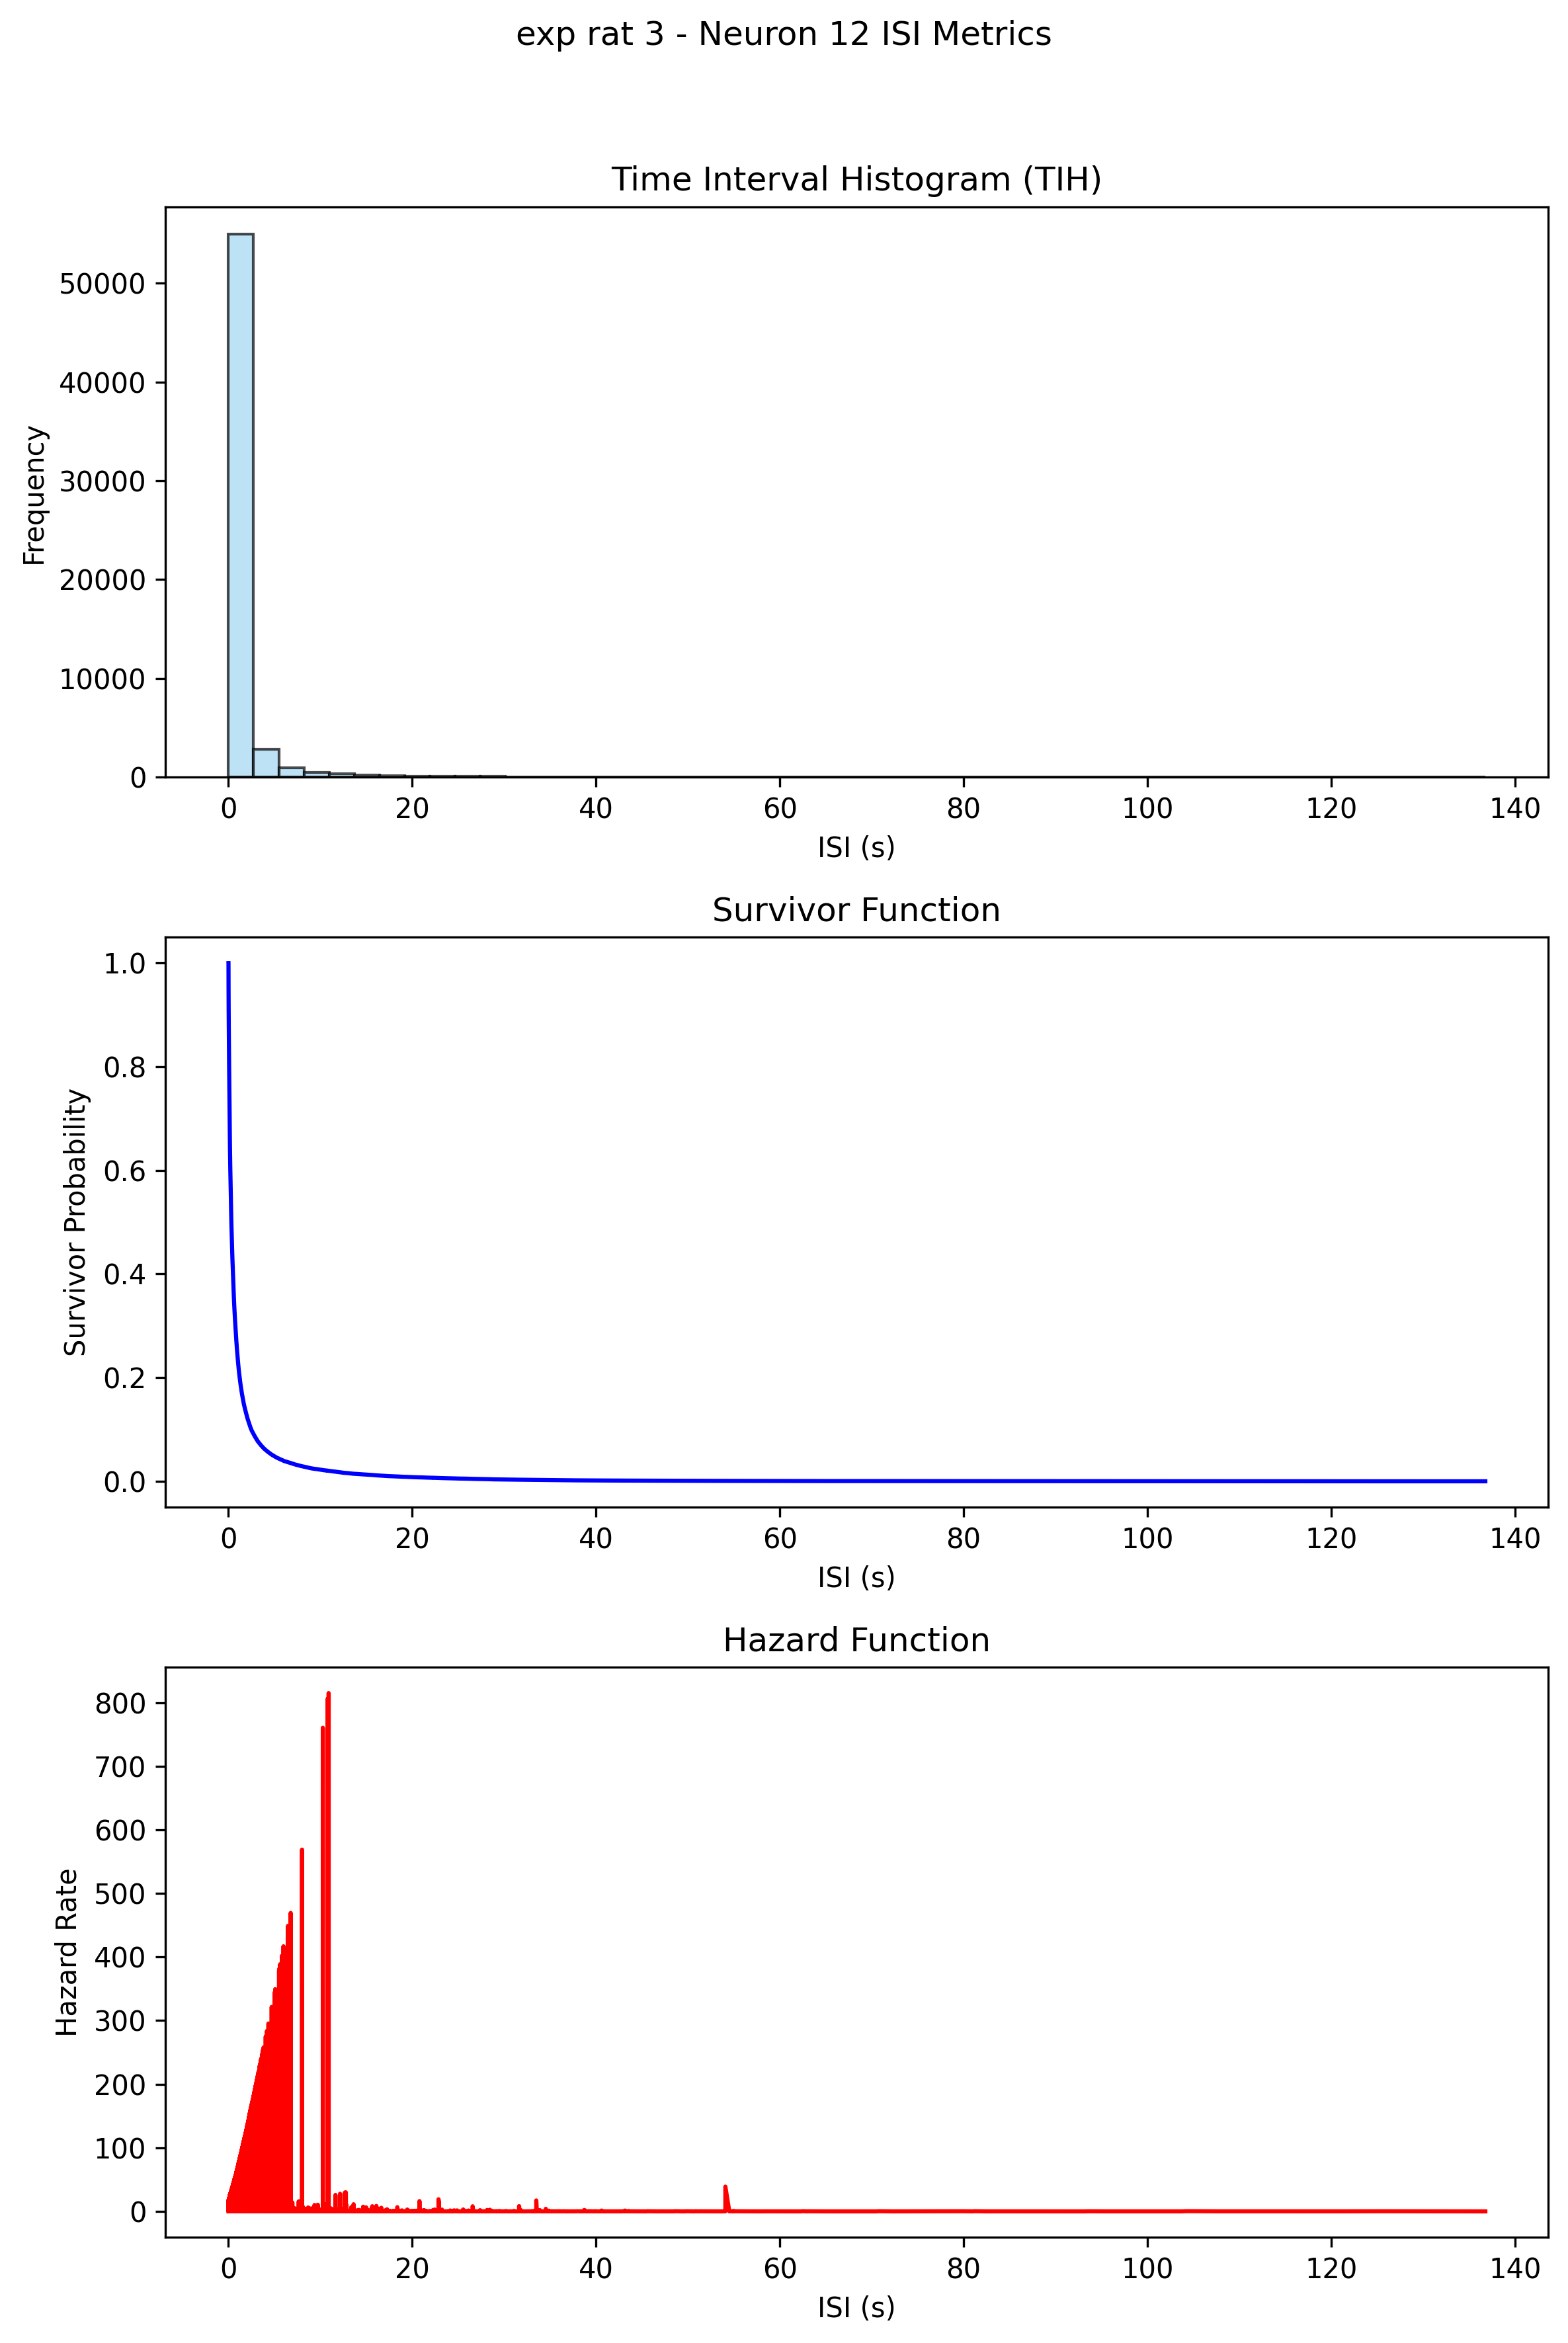 exp rat 3 - Neuron 12 ISI Metrics
Time Interval Histogram (TIH)
50000
40000
30000
20000
10000
0
Frequency
0 20 40 60 80 100 120 140
ISI (s)
Survivor Function
1.0
0.8
0.6
0.4
0.2
0.0
Survivor Probability
0 20 40 60 80 100 120 140
ISI (s)
Hazard Function
800
700
600
500
400
300
200
100
0
Hazard Rate
0 20 40 60 80 100 120 140
ISI (s)